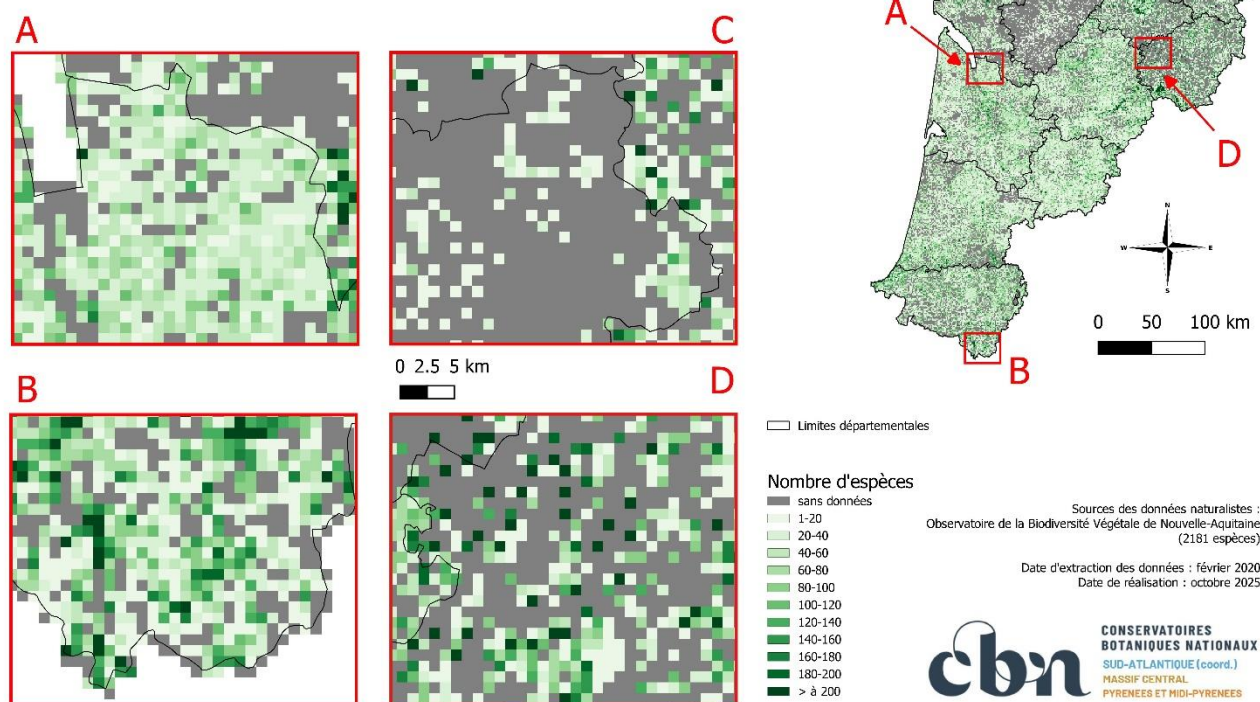 A
C
A
D
N
W
E
S
0 50 100 km
B
0 2.5 5 km
B
D
Limites départementales
Nombre d'espèces
sans données
1-20
20-40
40-60
60-80
80-100
100-120
120-140
140-160
160-180
180-200
> à 200
Sources des données naturalistes :
Observatoire de la Biodiversité Végétale de Nouvelle-Aquitaine
(2181 espèces)
Date d'extraction des données : février 2020
Date de réalisation : octobre 2025
cbn
CONSERVATOIRES
BOTANIQUES NATIONAUX
SUD-ATLANTIQUE (coord.)
MASSIF CENTRAL
PYRENEES ET MIDI-PYRENEES